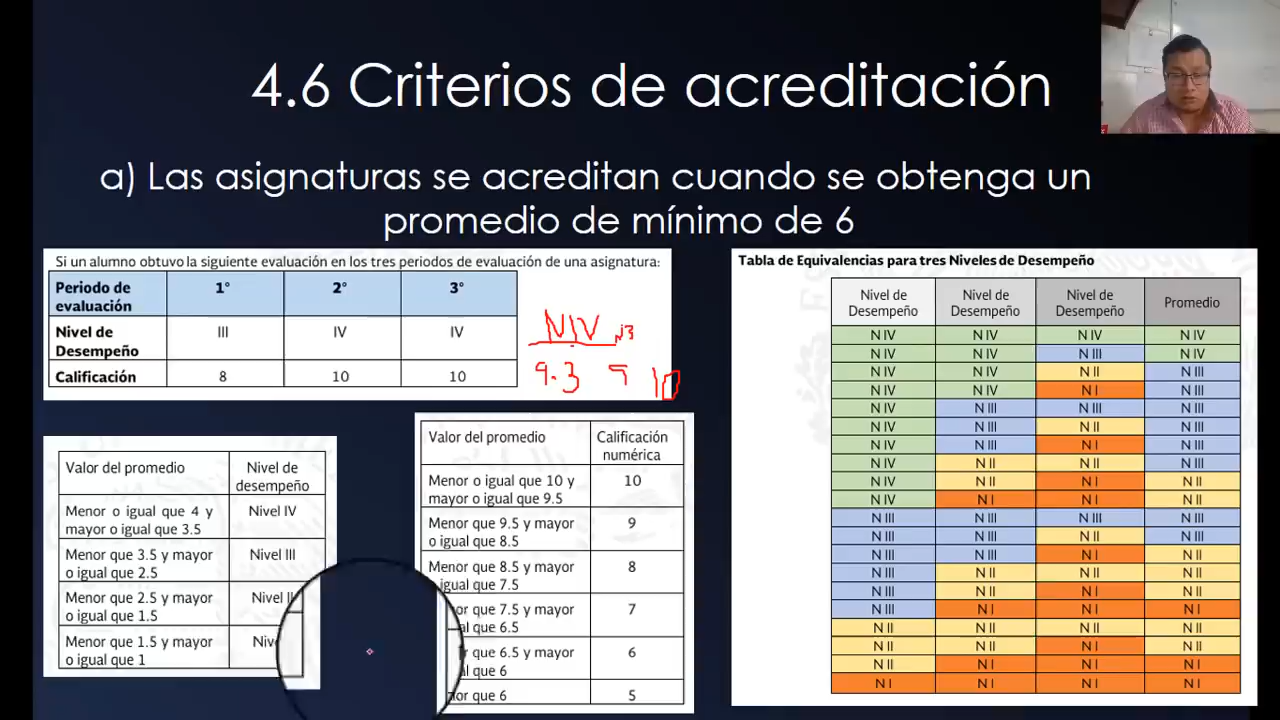 4.6 Criterios de acreditación
a) Las asignaturas se acreditan cuando se obtenga un
promedio de mínimo de 6
Si un alumno obtuvo la siguiente evaluación en los tres periodos de evaluación de una asignatura:
Periodo de evaluación 1° 2° 3°
Nivel de Desempeño III IV IV
Calificación 8 10 10
NIV
9.3 9 10
Valor del promedio Nivel de desempeño
Menor o igual que 4 y mayor o igual que 3.5 Nivel IV
Menor que 3.5 y mayor o igual que 2.5 Nivel III
Menor que 2.5 y mayor o igual que 1.5 Nivel
Menor que 1.5 y mayor o igual que 1
Valor del promedio Calificación numérica
Menor o igual que 10 y mayor o igual que 9.5 10
Menor que 9.5 y mayor o igual que 8.5 9
Menor que 8.5 y mayor igual que 7.5 8
que 7.5 y mayor que 6.5 7
que 6.5 y mayor que 6 6
que 6 5
Tabla de Equivalencias para tres Niveles de Desempeño
Nivel de Desempeño Nivel de Desempeño Nivel de Desempeño Promedio
N IV N IV N IV N IV
N IV N IV N III N IV
N IV N IV N II N III
N IV N IV N I N III
N IV N III N III N III
N IV N III N II N III
N IV N III N I N III
N IV N II N II N III
N IV N II N I N II
N IV N I N I N II
N III N III N III N III
N III N III N II N III
N III N III N I N II
N III N II N II N II
N III N II N I N II
N III N I N I N I
N II N II N II N II
N II N II N I N II
N II N I N I N I
N I N I N I N I